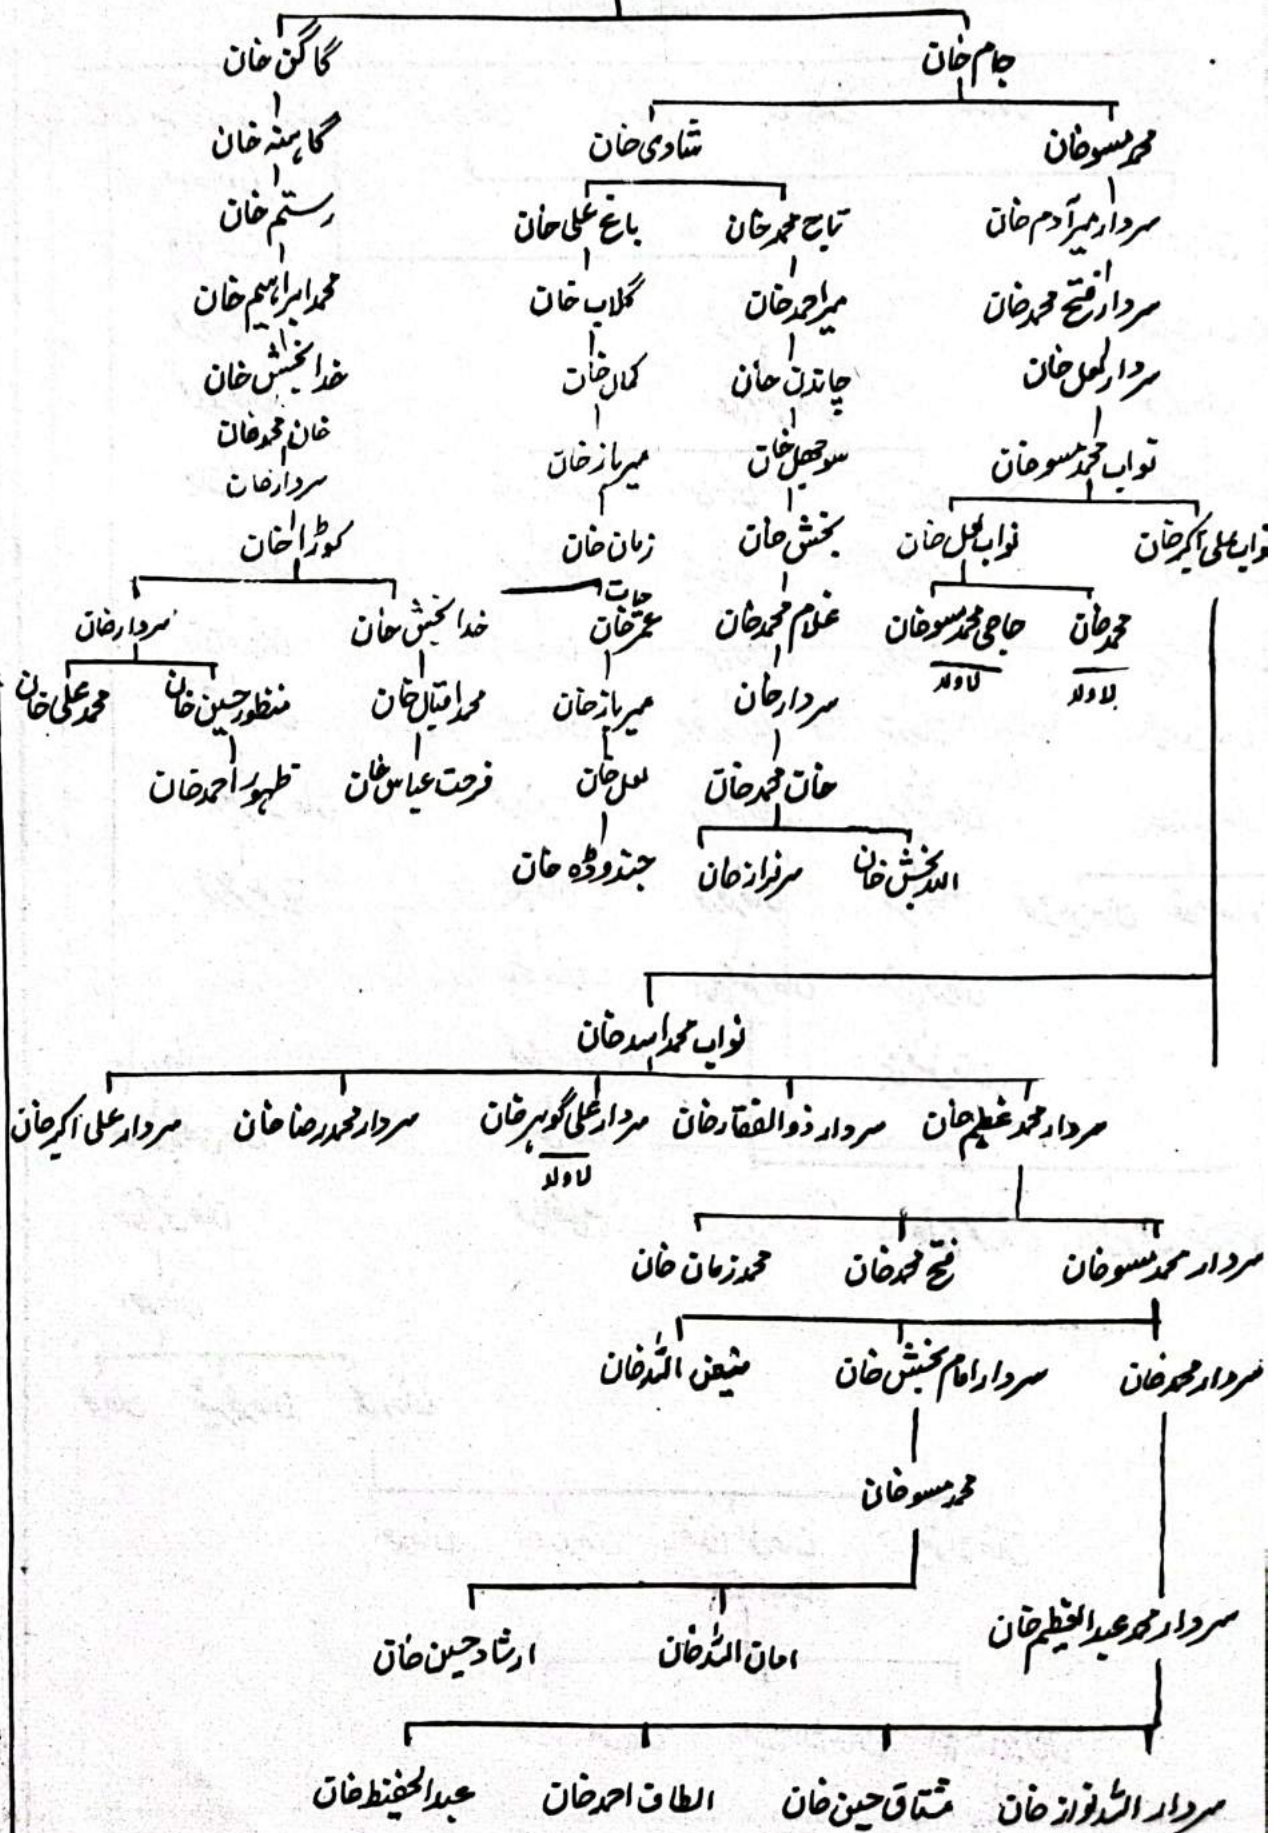 جام خان گاگن خان
محمد مسو خان شادی خان گاہنہ خان
سردار میر آدم خان تاج محمد خان باغ علی خان رستم خان
سردار فتح محمد خان میر احمد خان گلاب خان محمد ابراہیم خان
سردار لعل خان چاندن خان کمال خان خدا بخش خان
نواب محمد مسو خان سوجھل خان میر باز خان خان محمد خان
سردار خان
نواب علی اکبر خان نواب لعل خان بخش خان زمان خان کوڑا خان
حیات
محمد خان حاجی محمد مسو خان غلام محمد خان عمر خان خدا بخش خان سردار خان
لاولد لاولد
سردار خان میر باز خان محمد اقبال خان منظور حسین خان محمد علی خان
خان محمد خان لعل خان فرحت عباس خان ظہور احمد خان
اللہ بخش خان سرفراز خان جندوڈہ خان
نواب محمد اسد خان
سردار محمد عظیم خان سردار ذوالفقار خان سردار علی گوہر خان سردار محمد رضا خان سردار علی اکبر خان
لاولد
سردار محمد مسو خان فتح محمد خان محمد زمان خان
سردار محمد خان سردار امام بخش خان فیض اللہ خان
محمد مسو خان
سردار محمد عبدالعظیم خان امان اللہ خان ارشاد حسین خان
سردار اللہ نواز خان مشتاق حسین خان الطاف احمد خان عبدالحفیظ خان